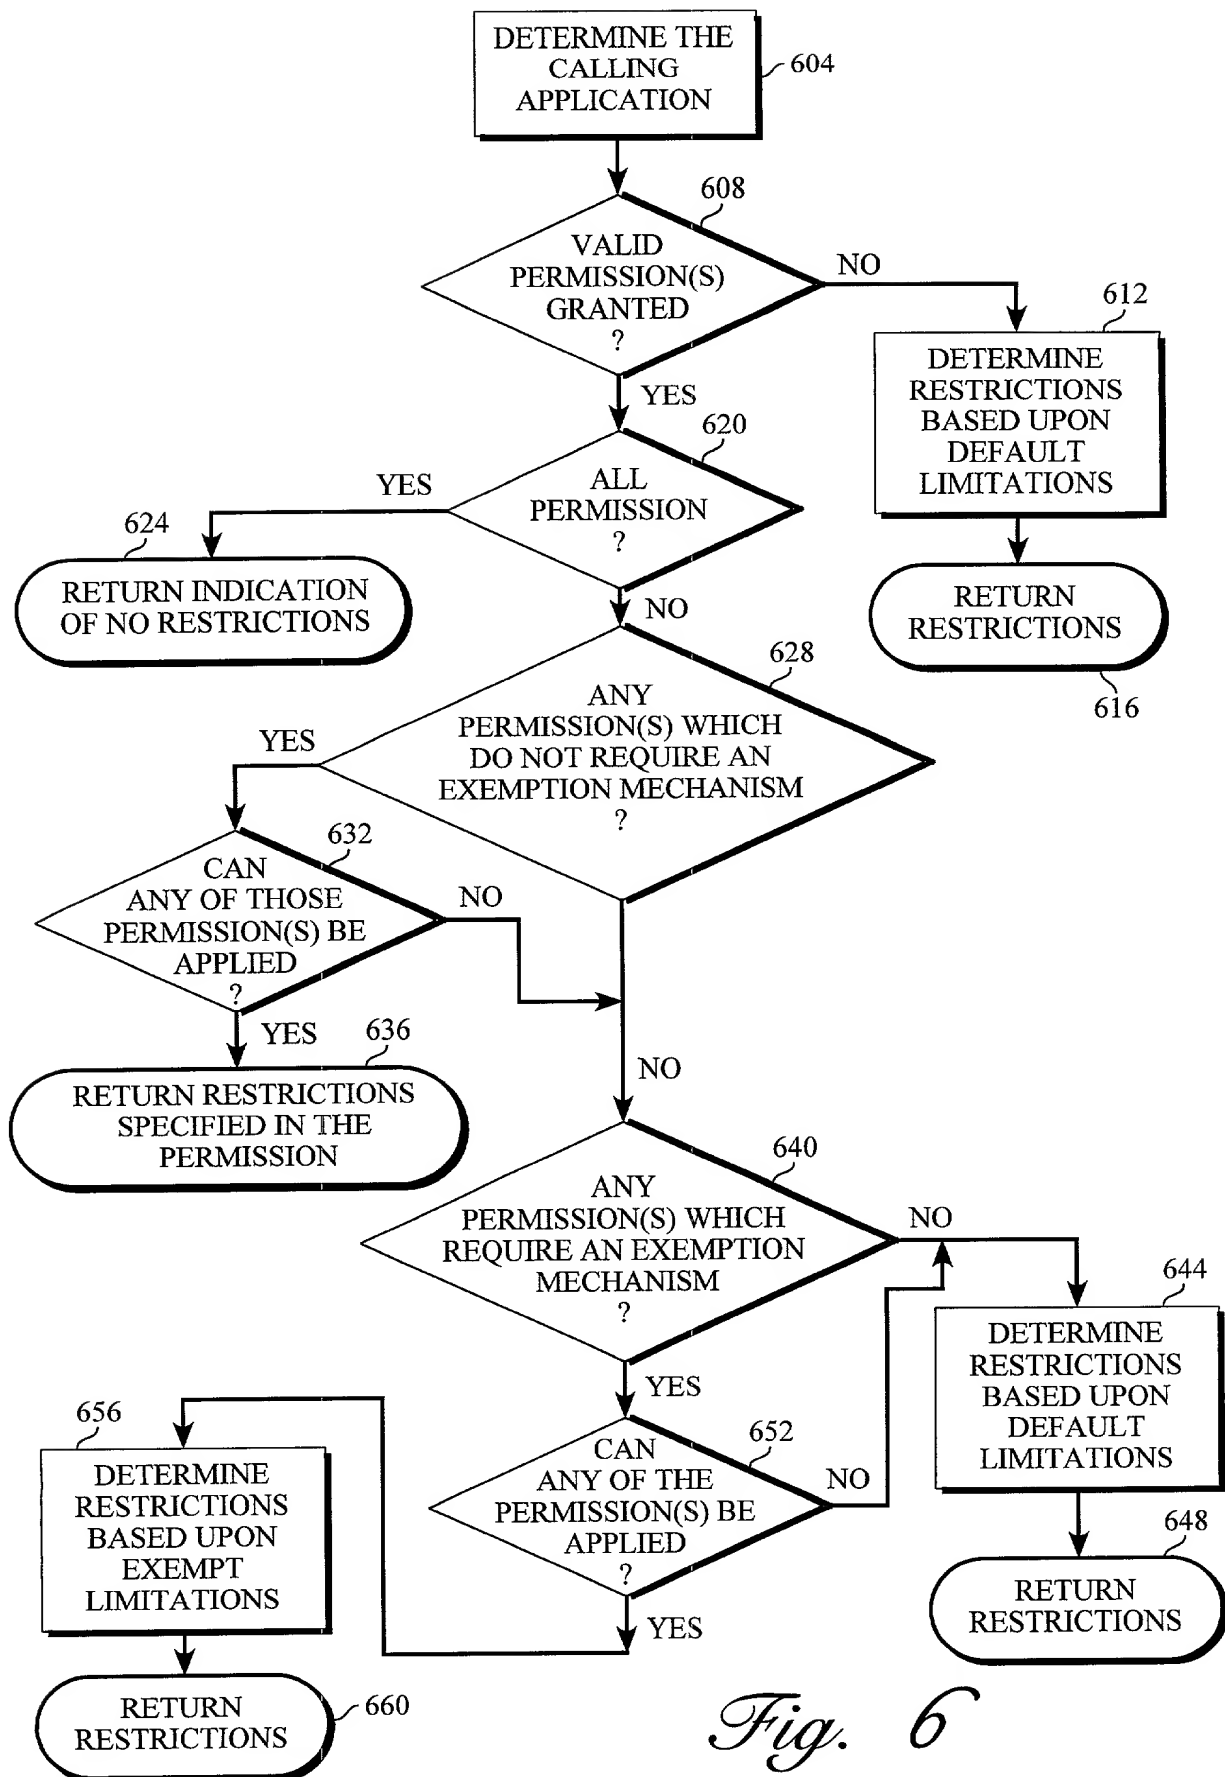 DETERMINE THE
CALLING
APPLICATION
604
608
VALID
PERMISSION(S)
GRANTED
?
NO
612
DETERMINE
RESTRICTIONS
BASED UPON
DEFAULT
LIMITATIONS
YES
620
ALL
PERMISSION
?
YES
624
RETURN INDICATION
OF NO RESTRICTIONS
RETURN
RESTRICTIONS
616
NO
628
ANY
PERMISSION(S) WHICH
DO NOT REQUIRE AN
EXEMPTION MECHANISM
?
YES
632
CAN
ANY OF THOSE
PERMISSION(S) BE
APPLIED
?
NO
YES
636
RETURN RESTRICTIONS
SPECIFIED IN THE
PERMISSION
NO
640
ANY
PERMISSION(S) WHICH
REQUIRE AN EXEMPTION
MECHANISM
?
NO
644
DETERMINE
RESTRICTIONS
BASED UPON
DEFAULT
LIMITATIONS
YES
652
CAN
ANY OF THE
PERMISSION(S) BE
APPLIED
?
NO
648
RETURN
RESTRICTIONS
YES
656
DETERMINE
RESTRICTIONS
BASED UPON
EXEMPT
LIMITATIONS
RETURN
RESTRICTIONS
660
Fig. 6